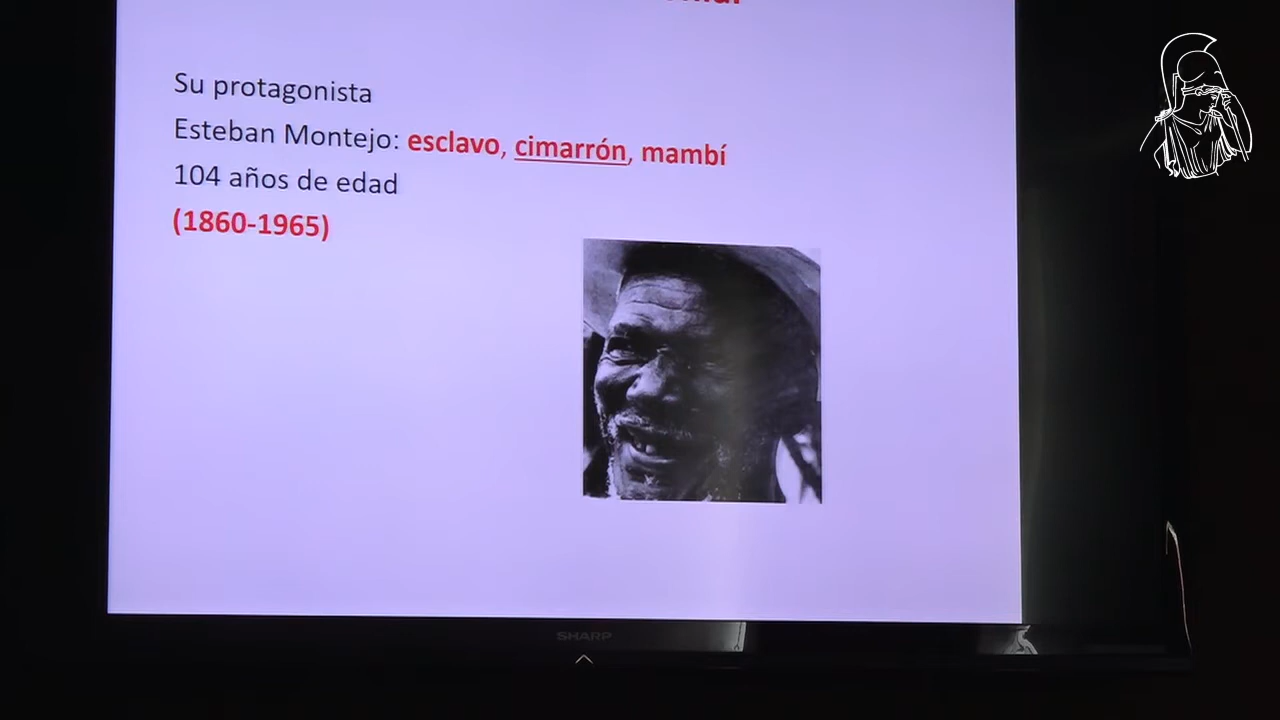 Su protagonista
Esteban Montejo: esclavo, cimarrón, mambí
104 años de edad
(1860-1965)
SHARP